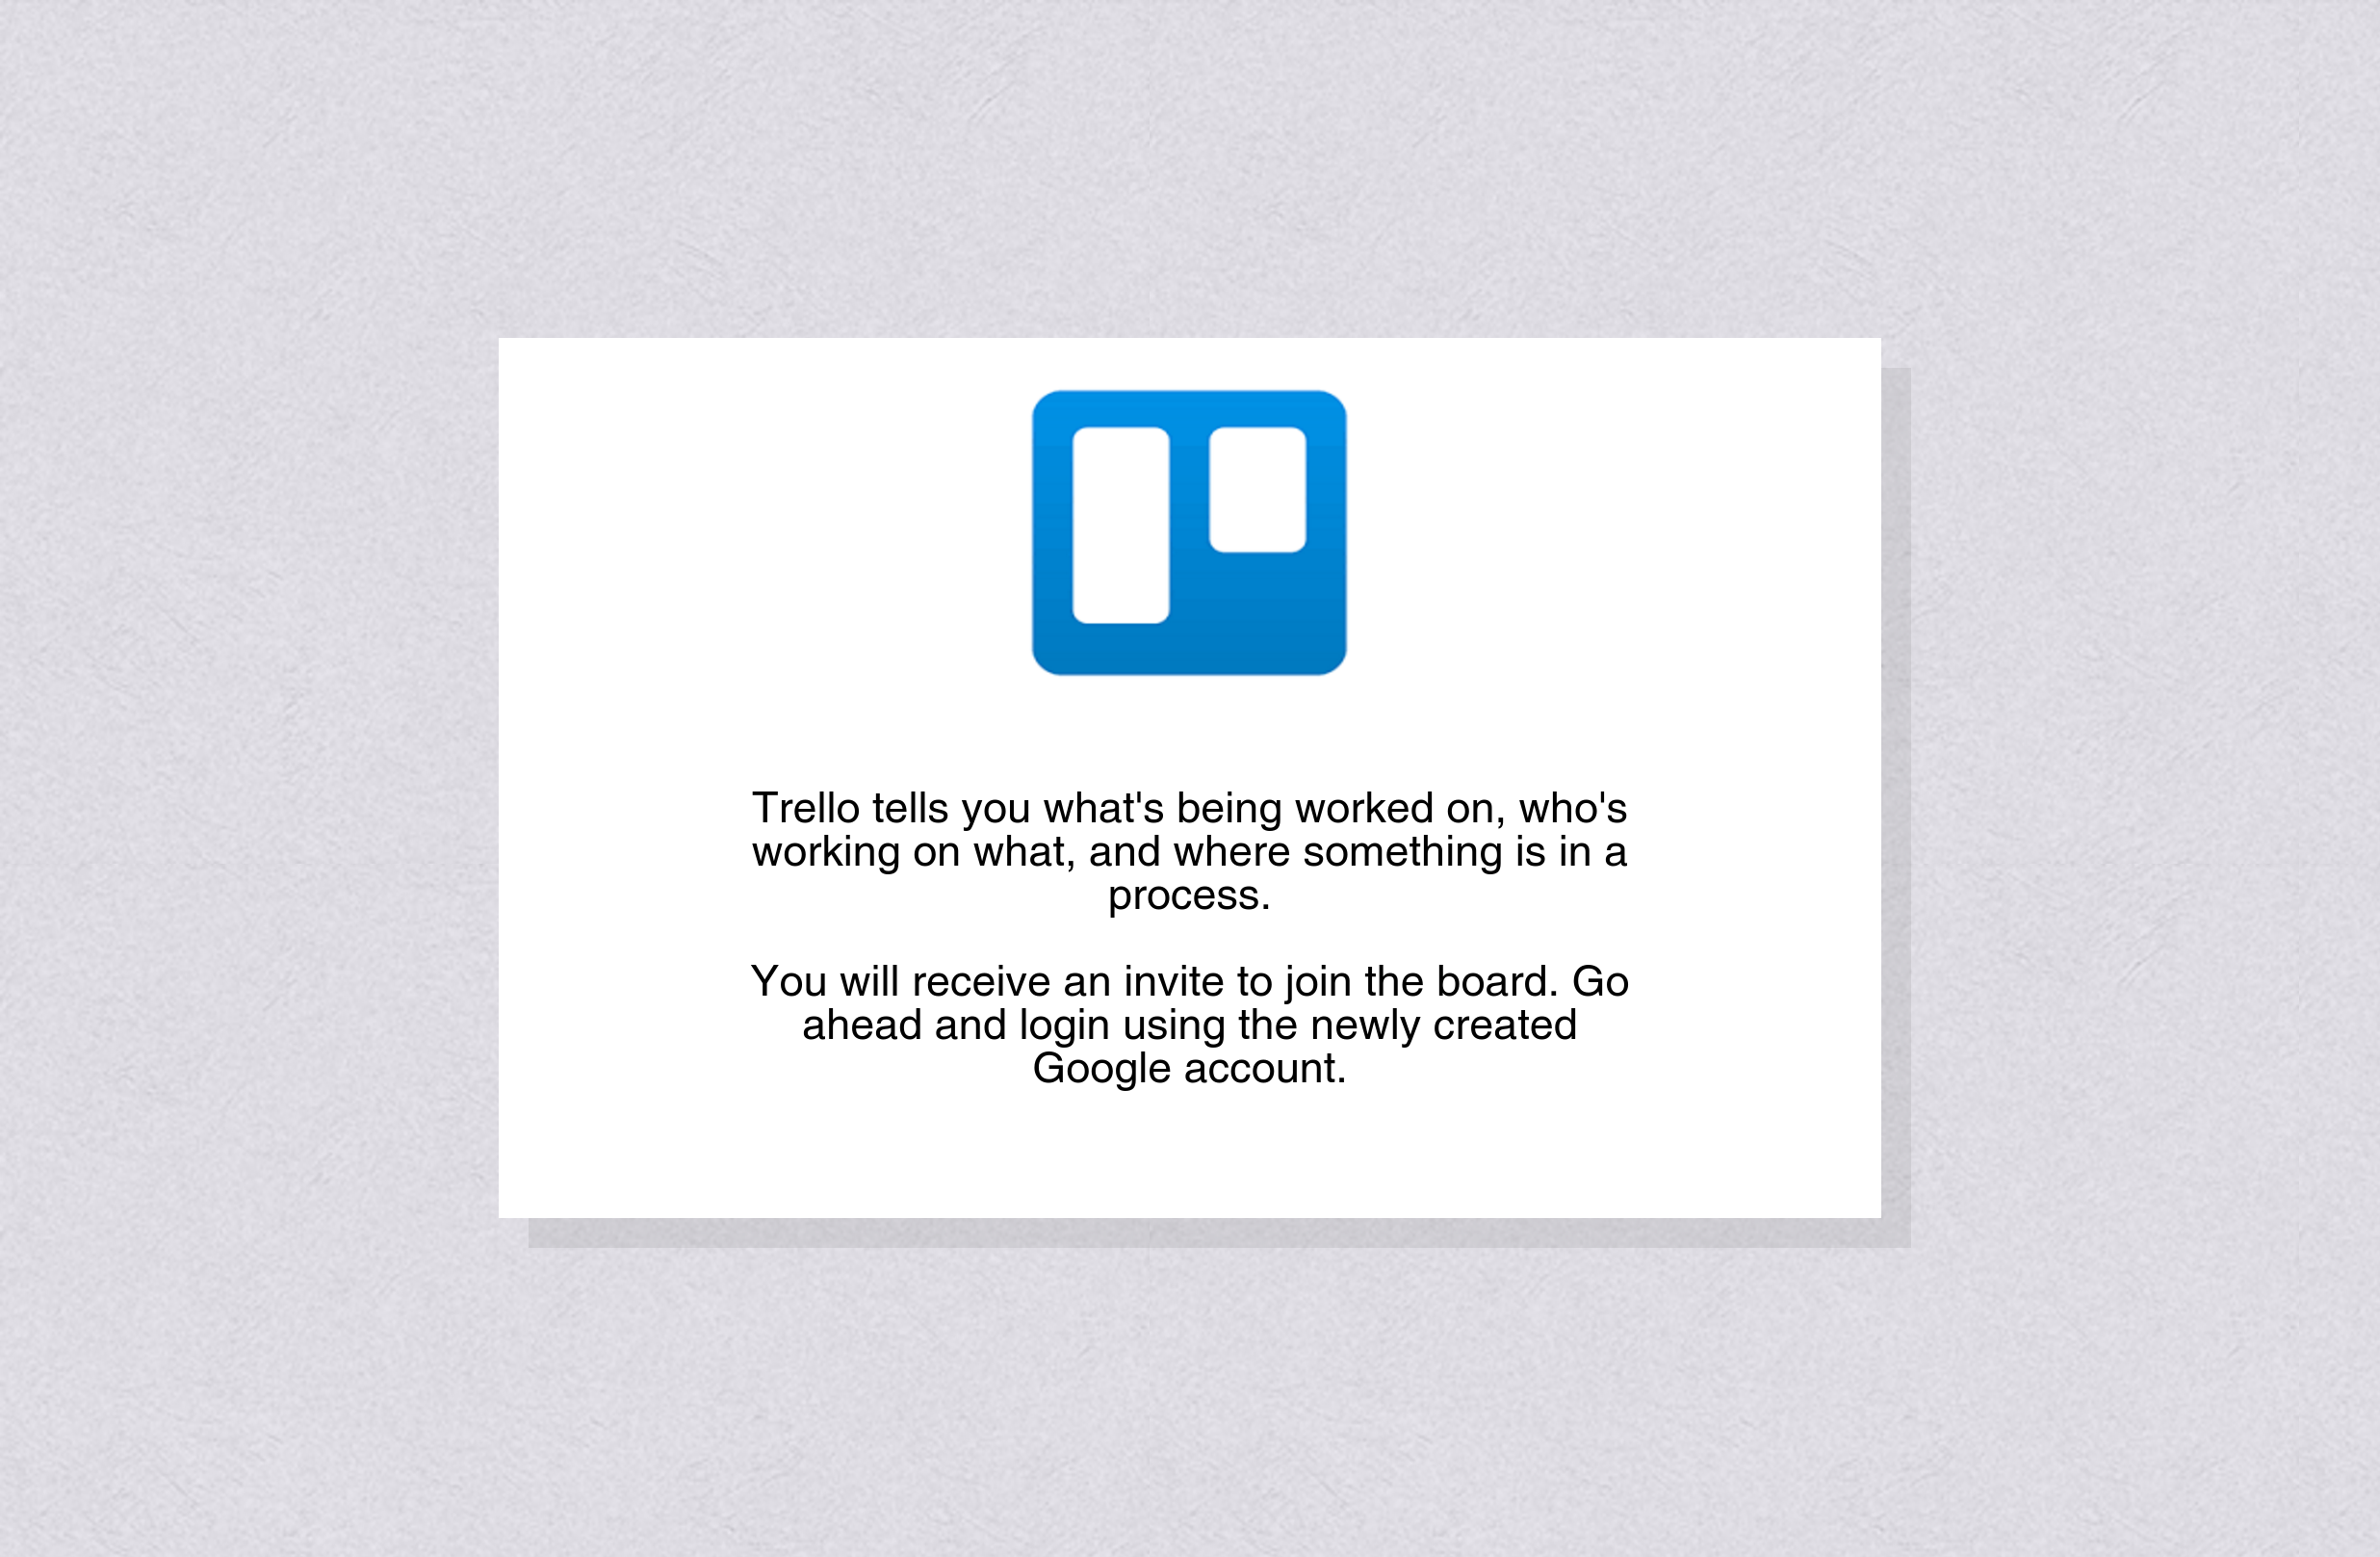 Trello tells you what's being worked on, who's
working on what, and where something is in a
process.
You will receive an invite to join the board. Go
ahead and login using the newly created
Google account.